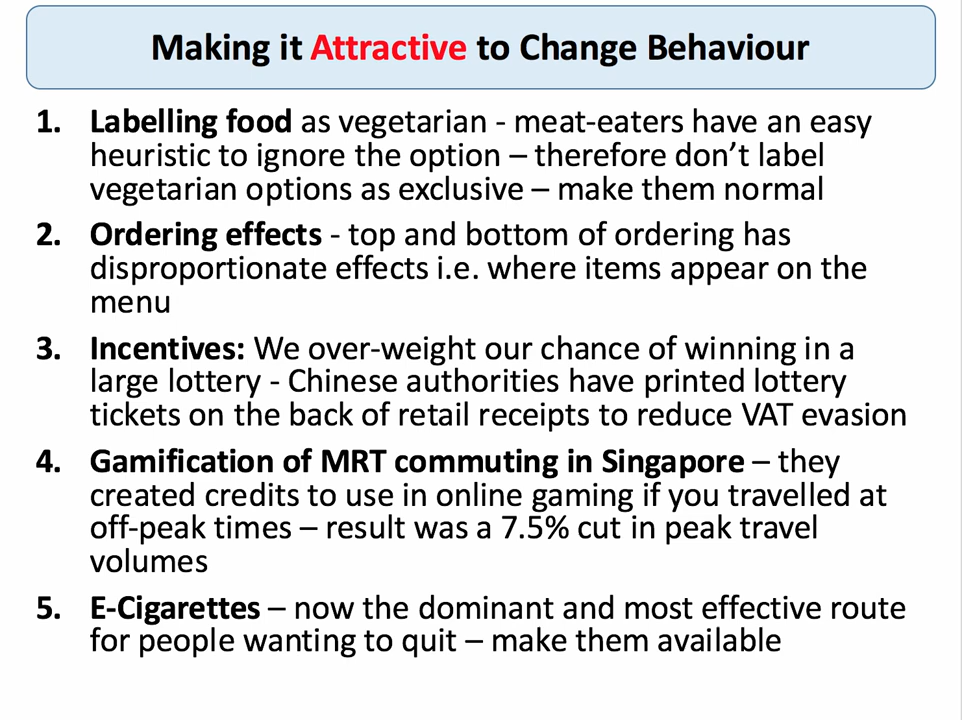 Making it Attractive to Change Behaviour
1. Labelling food as vegetarian - meat-eaters have an easy
heuristic to ignore the option – therefore don’t label
vegetarian options as exclusive – make them normal
2. Ordering effects - top and bottom of ordering has
disproportionate effects i.e. where items appear on the
menu
3. Incentives: We over-weight our chance of winning in a
large lottery - Chinese authorities have printed lottery
tickets on the back of retail receipts to reduce VAT evasion
4. Gamification of MRT commuting in Singapore – they
created credits to use in online gaming if you travelled at
off-peak times – result was a 7.5% cut in peak travel
volumes
5. E-Cigarettes – now the dominant and most effective route
for people wanting to quit – make them available